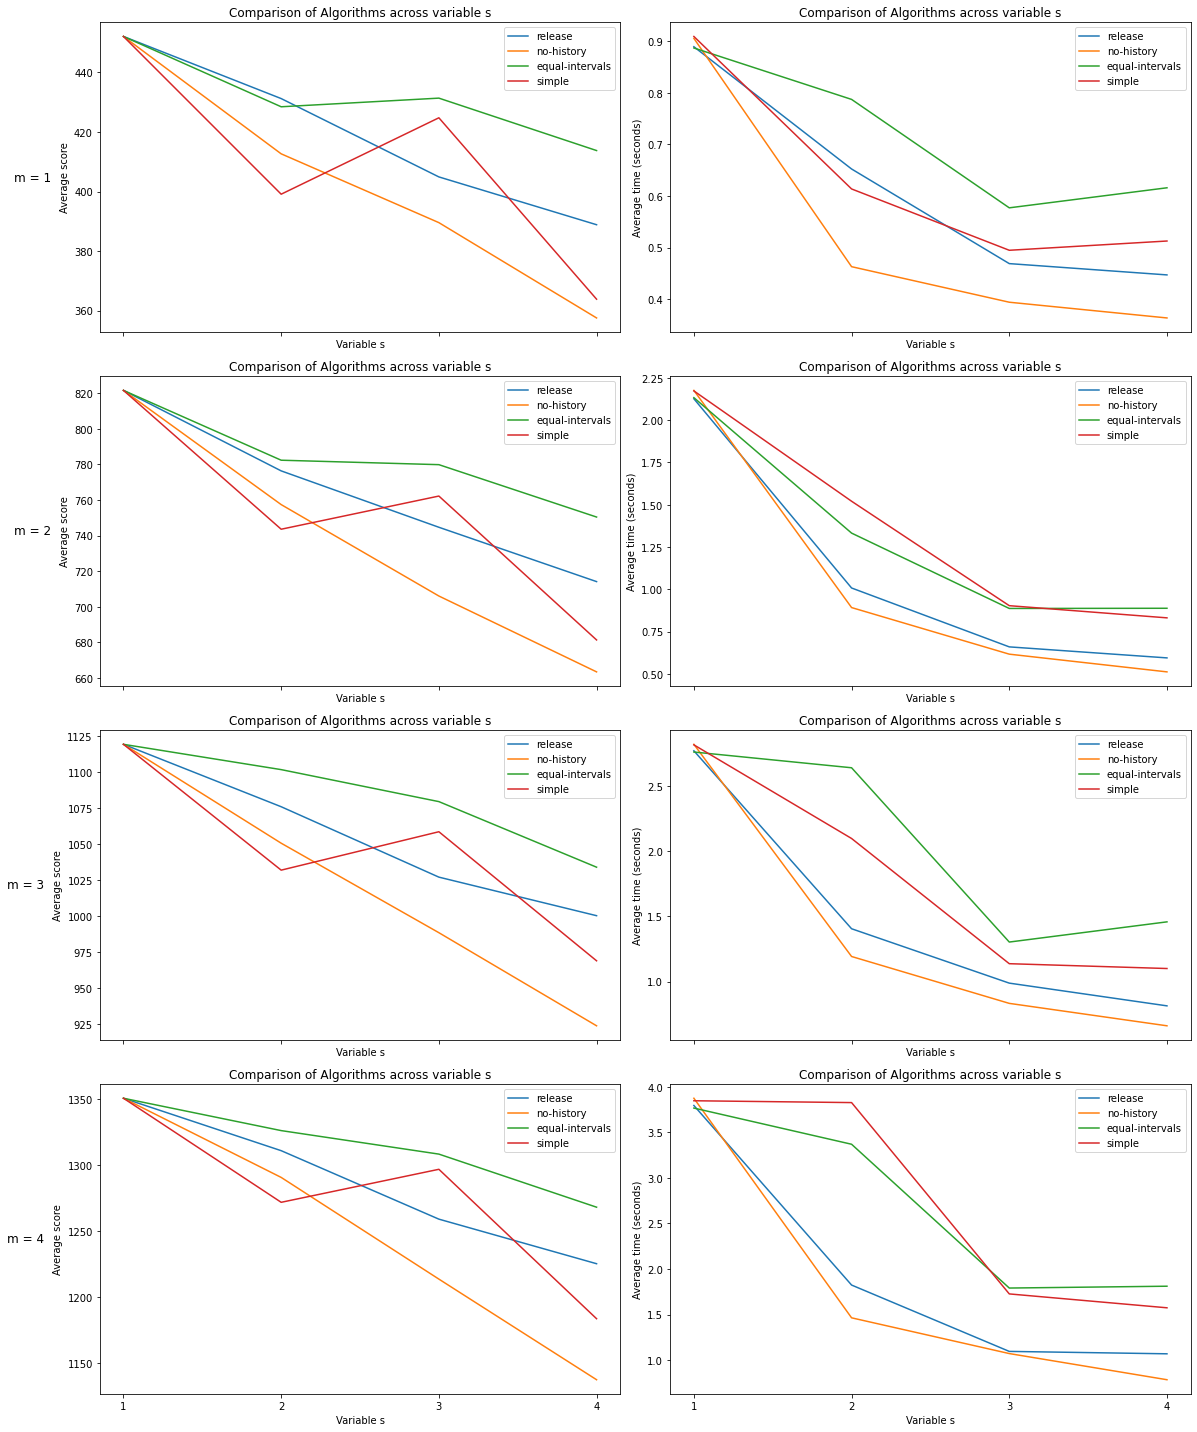 Comparison of Algorithms across variable s
release
no-history
equal-intervals
simple
440
420
400
380
360
m = 1
Average score
Variable s
Comparison of Algorithms across variable s
release
no-history
equal-intervals
simple
0.9
0.8
0.7
0.6
0.5
0.4
Average time (seconds)
Variable s
Comparison of Algorithms across variable s
release
no-history
equal-intervals
simple
820
800
780
760
740
720
700
680
660
m = 2
Average score
Variable s
Comparison of Algorithms across variable s
release
no-history
equal-intervals
simple
2.25
2.00
1.75
1.50
1.25
1.00
0.75
0.50
Average time (seconds)
Variable s
Comparison of Algorithms across variable s
release
no-history
equal-intervals
simple
1125
1100
1075
1050
1025
1000
975
950
925
m = 3
Average score
Variable s
Comparison of Algorithms across variable s
release
no-history
equal-intervals
simple
2.5
2.0
1.5
1.0
Average time (seconds)
Variable s
Comparison of Algorithms across variable s
release
no-history
equal-intervals
simple
1350
1300
1250
1200
1150
m = 4
Average score
1 2 3 4
Variable s
Comparison of Algorithms across variable s
release
no-history
equal-intervals
simple
4.0
3.5
3.0
2.5
2.0
1.5
1.0
Average time (seconds)
1 2 3 4
Variable s